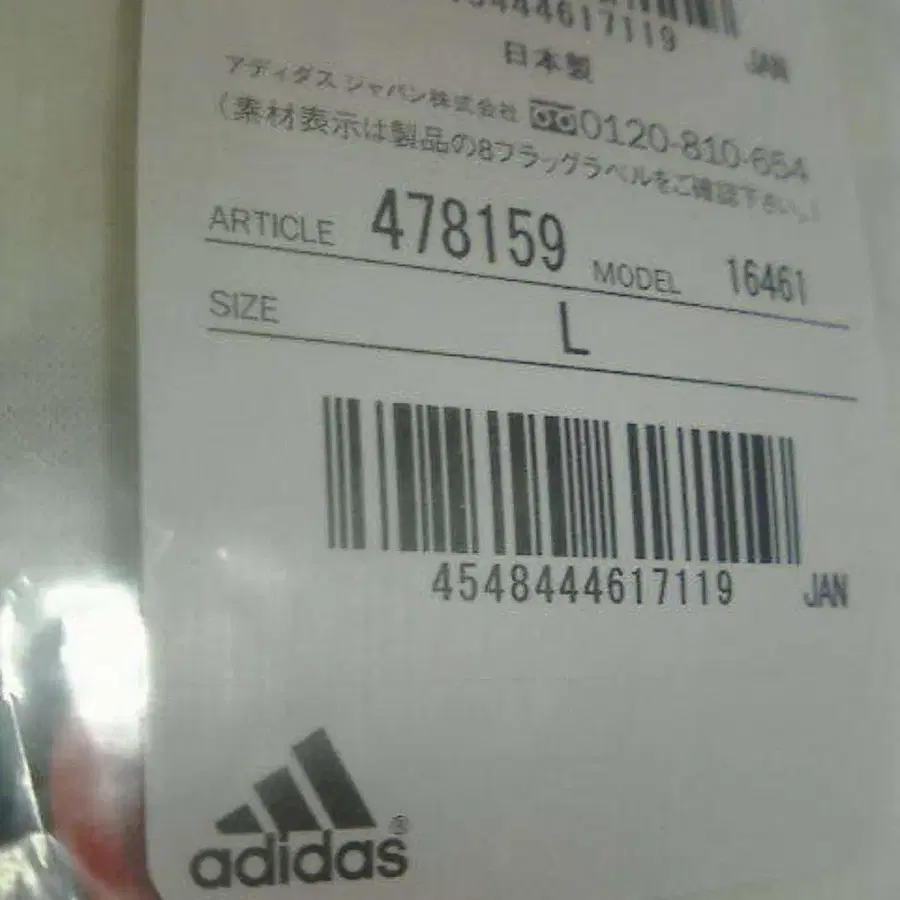 4548444617119
JAN
日本製
アディダス ジャパン株式会社 0120-810-654
(素材表示は製品の8フラッグラベルをご確認下さい。)
ARTICLE 478159 MODEL 16461
SIZE L
4548444617119 JAN
adidas®